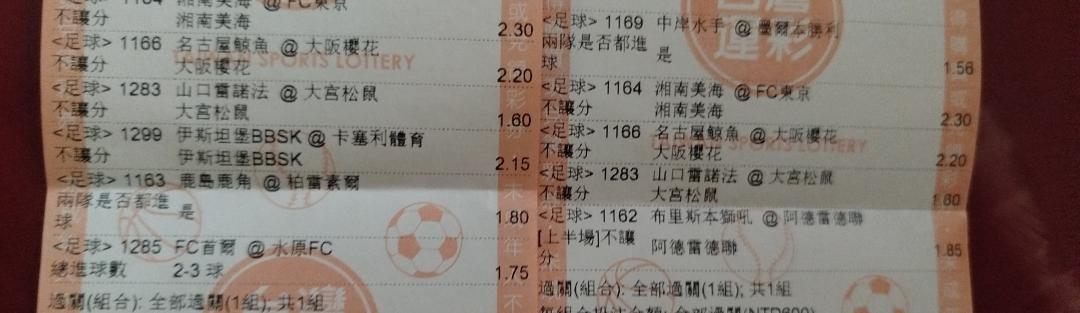 不讓分 湘南美海 @ FC東京
湘南美海 2.30
<足球> 1166 名古屋鯨魚 @ 大阪櫻花
不讓分 大阪櫻花 2.20
<足球> 1283 山口雷諾法 @ 大宮松鼠
不讓分 大宮松鼠 1.60
<足球> 1299 伊斯坦堡BBSK @ 卡塞利體育
不讓分 伊斯坦堡BBSK 2.15
<足球> 1163 鹿島鹿角 @ 柏雷素爾
兩隊是否都進球 是 1.80
<足球> 1285 FC首爾 @ 水原FC
總進球數 2-3 球 1.75
過關(組合): 全部過關(1組); 共1組
SPORTS LOTTERY
<足球> 1169 中岸水手 @ 墨爾本勝利
兩隊是否都進球 是 1.56
<足球> 1164 湘南美海 @ FC東京
不讓分 湘南美海 2.30
<足球> 1166 名古屋鯨魚 @ 大阪櫻花
不讓分 大阪櫻花 2.20
<足球> 1283 山口雷諾法 @ 大宮松鼠
不讓分 大宮松鼠 1.60
<足球> 1162 布里斯本獅吼 @ 阿德雷德聯
[上半場]不讓分 阿德雷德聯 1.85
過關(組合): 全部過關(1組); 共1組
SPORTS LOTTERY
台灣運彩